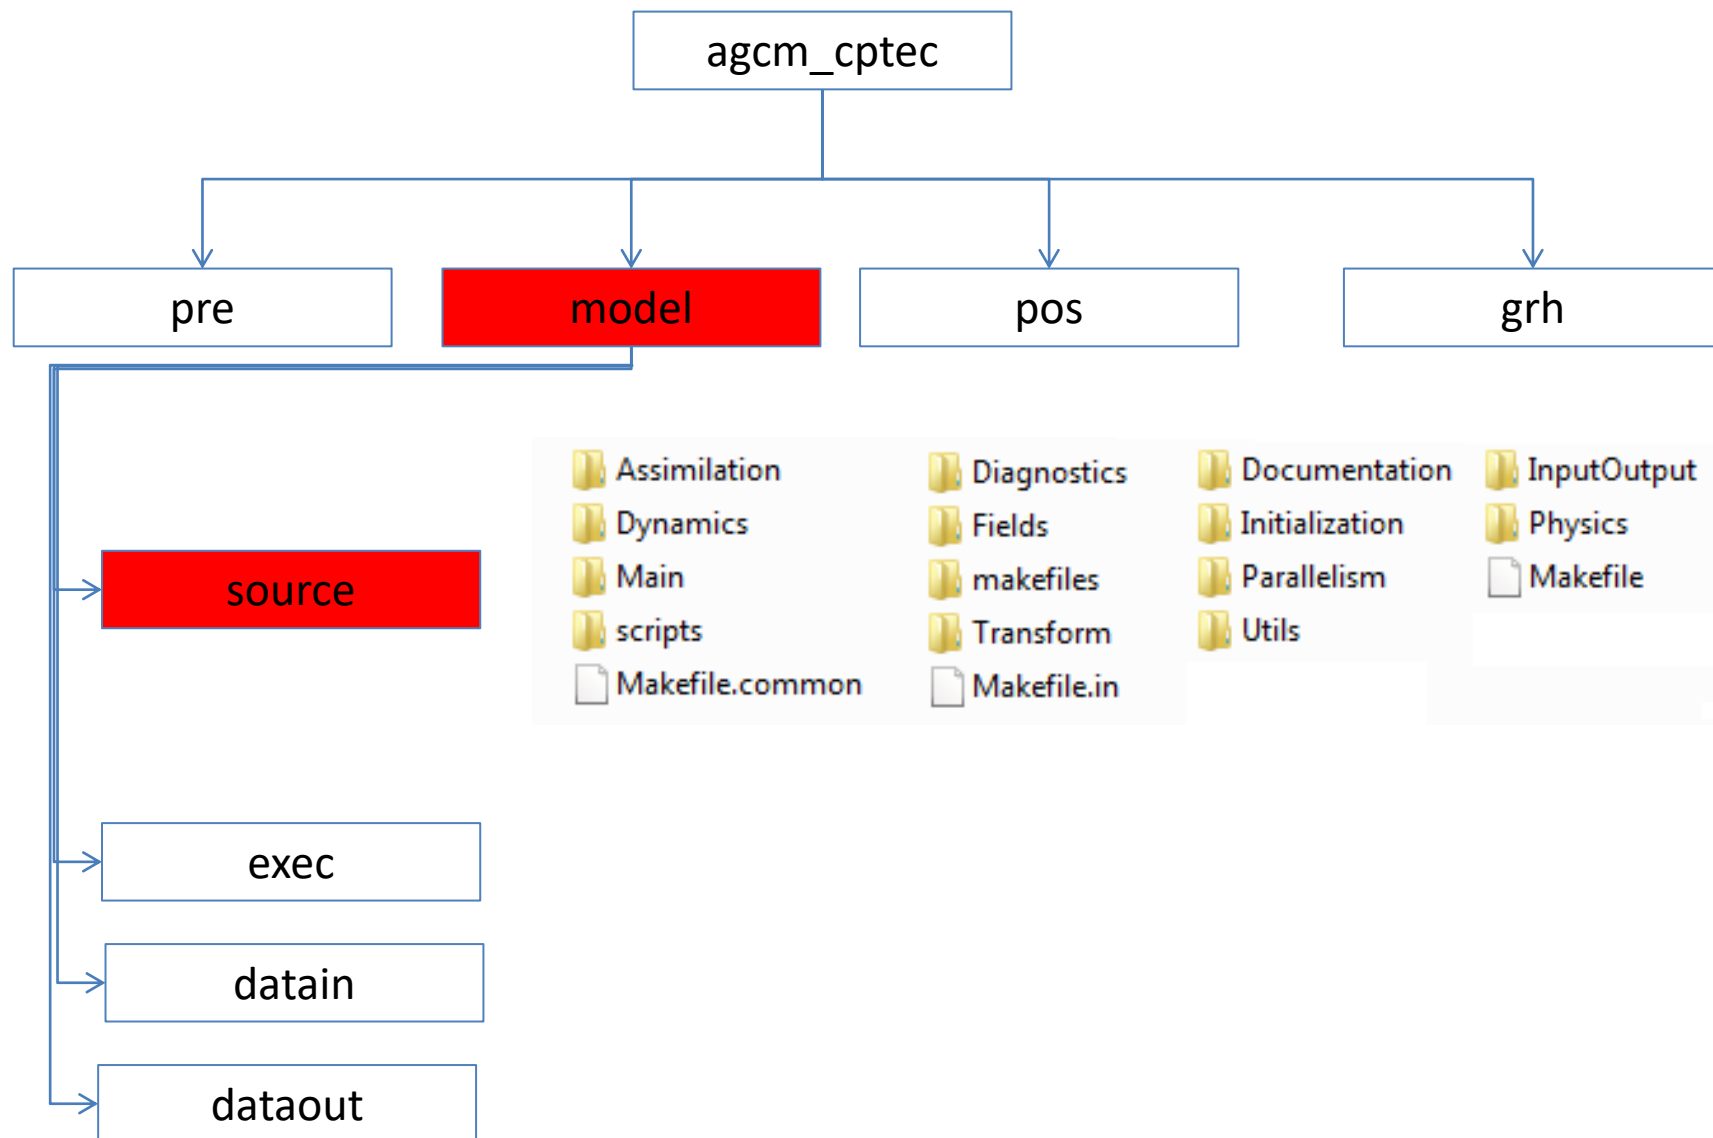 agcm_cptec
pre model pos grh
Assimilation Diagnostics Documentation InputOutput
Dynamics Fields Initialization Physics
Main makefiles Parallelism Makefile
scripts Transform Utils
Makefile.common Makefile.in
source
exec
datain
dataout